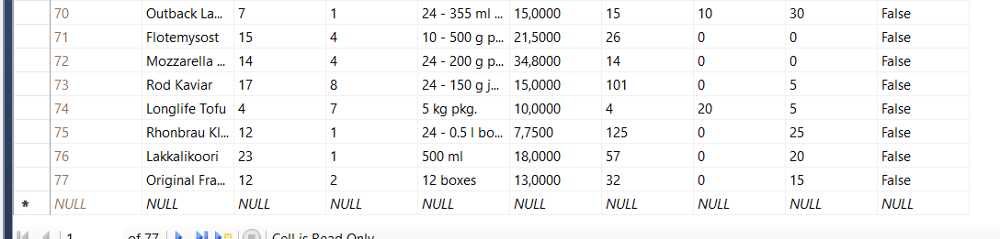 70 Outback La... 7 1 24 - 355 ml ... 15,0000 15 10 30 False
71 Flotemysost 15 4 10 - 500 g p... 21,5000 26 0 0 False
72 Mozzarella ... 14 4 24 - 200 g p... 34,8000 14 0 0 False
73 Rod Kaviar 17 8 24 - 150 g j... 15,0000 101 0 5 False
74 Longlife Tofu 4 7 5 kg pkg. 10,0000 4 20 5 False
75 Rhonbrau Kl... 12 1 24 - 0.5 l bo... 7,7500 125 0 25 False
76 Lakkalikoori 23 1 500 ml 18,0000 57 0 20 False
77 Original Fra... 12 2 12 boxes 13,0000 32 0 15 False
* NULL NULL NULL NULL NULL NULL NULL NULL NULL NULL
1 of 77 Cell is Read Only